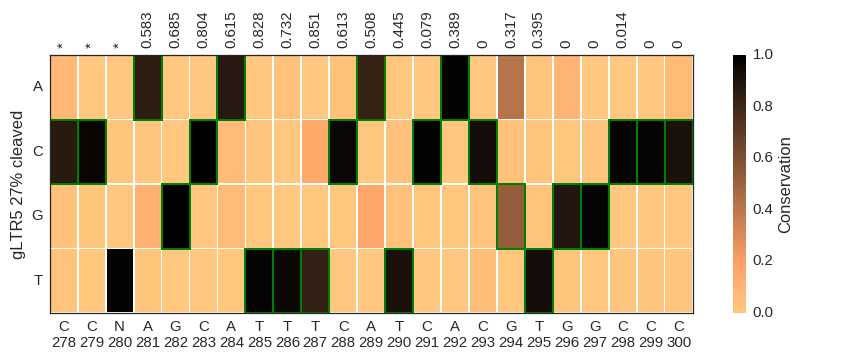 * * * 0.583 0.685 0.804 0.615 0.828 0.732 0.851 0.613 0.508 0.445 0.079 0.389 0 0.317 0.395 0 0 0.014 0 0
gLTR5 27% cleaved
A
C
G
T
C C N A G C A T T T C A T C A C G T G G C C C
278 279 280 281 282 283 284 285 286 287 288 289 290 291 292 293 294 295 296 297 298 299 300
1.0
0.8
0.6
0.4
0.2
0.0
Conservation